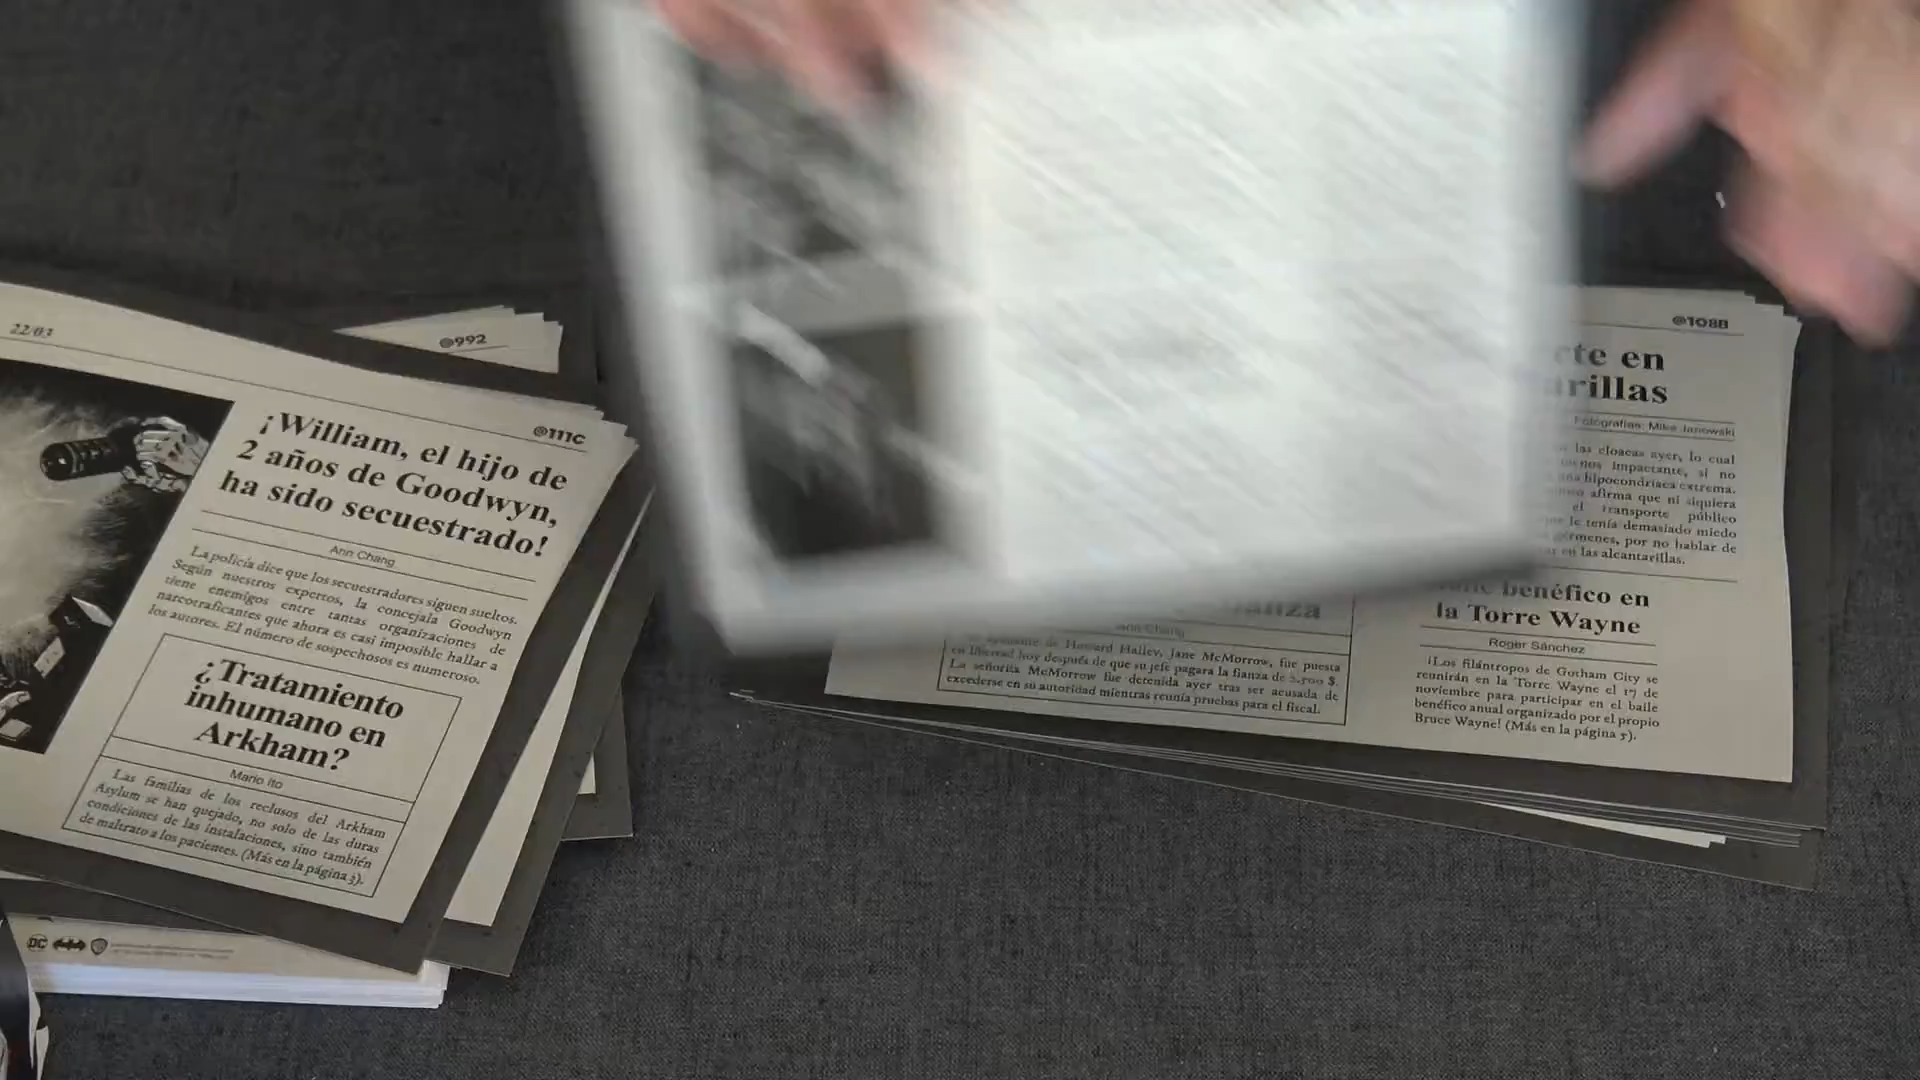 22/03
@992
@111C
¡William, el hijo de
2 años de Goodwyn,
ha sido secuestrado!
Ann Chang
La policía dice que los secuestradores siguen sueltos.
Según nuestros expertos, la concejala Goodwyn
tiene enemigos entre tantas organizaciones de
narcotraficantes que ahora es casi imposible hallar a
los autores. El número de sospechosos es numeroso.
¿Tratamiento
inhumano en
Arkham?
Mario Ito
Las familias de los reclusos del Arkham
Asylum se han quejado, no solo de las duras
condiciones de las instalaciones, sino también
de maltrato a los pacientes. (Más en la página 3).
DC
@108B
en
Fotografías: Mike Janowski
las cloacas ayer, lo cual
impactante, si no
hipocondriaca extrema.
afirma que ni siquiera
el transporte público
le tenía demasiado miedo
gérmenes, por no hablar de
en las alcantarillas.
benéfico en
la Torre Wayne
Roger Sánchez
¡Los filántropos de Gotham City se
reunirán en la Torre Wayne el 17 de
noviembre para participar en el baile
benéfico anual organizado por el propio
Bruce Wayne! (Más en la página 5).
Ann Chang
de Howard Halley, Jane McMorrow, fue puesta
en libertad hoy después de que su jefe pagara la fianza de 2.500 $.
La señorita McMorrow fue detenida ayer tras ser acusada de
excederse en su autoridad mientras reunía pruebas para el fiscal.